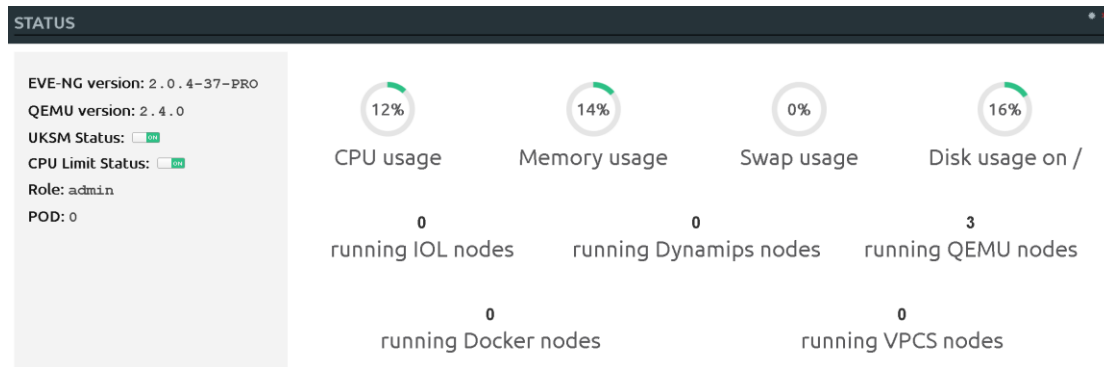 STATUS
EVE-NG version: 2.0.4-37-PRO
QEMU version: 2.4.0
UKSM Status: ON
CPU Limit Status: ON
Role: admin
POD: 0
12%
CPU usage
14%
Memory usage
0%
Swap usage
16%
Disk usage on /
0
running IOL nodes
0
running Dynamips nodes
3
running QEMU nodes
0
running Docker nodes
0
running VPCS nodes